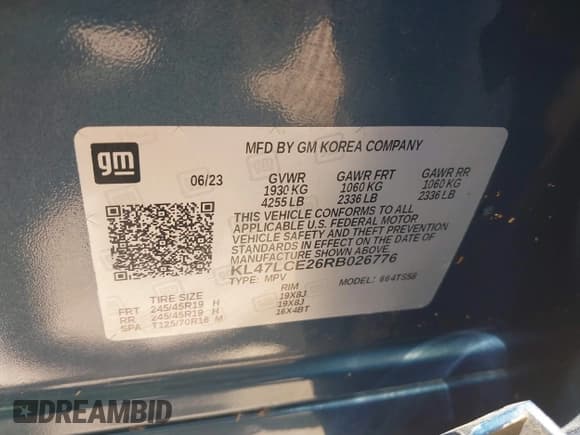 gm
MFD BY GM KOREA COMPANY
06/23 GVWR GAWR FRT GAWR RR
1930 KG 1060 KG 1060 KG
4255 LB 2336 LB 2336 LB
THIS VEHICLE CONFORMS TO ALL
APPLICABLE U.S. FEDERAL MOTOR
VEHICLE SAFETY AND THEFT PREVENTION
STANDARDS IN EFFECT ON THE DATE OF
MANUFACTURE SHOWN ABOVE.
KL47LCE26RB026776
TYPE: MPV MODEL: 664TS58
TIRE SIZE RIM
FRT 245/45R19 H 19X8J
RR 245/45R19 H 19X8J
SPA T125/70R16 M 16X4BT
DREAMBID